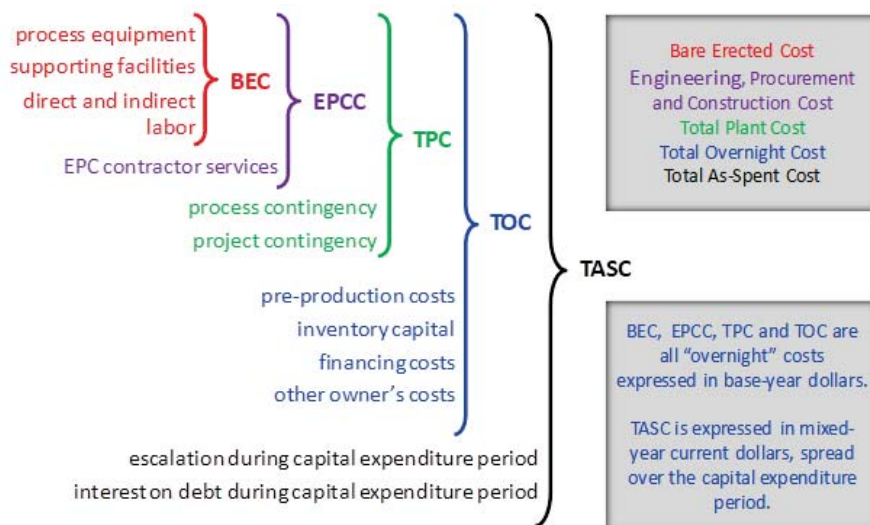 process equipment
supporting facilities
direct and indirect
labor
BEC
EPC contractor services
EPCC
process contingency
project contingency
TPC
pre-production costs
inventory capital
financing costs
other owner's costs
TOC
escalation during capital expenditure period
interest on debt during capital expenditure period
TASC
Bare Erected Cost
Engineering, Procurement
and Construction Cost
Total Plant Cost
Total Overnight Cost
Total As-Spent Cost
BEC, EPCC, TPC and TOC are
all “overnight” costs
expressed in base-year dollars.
TASC is expressed in mixed-
year current dollars, spread
over the capital expenditure
period.